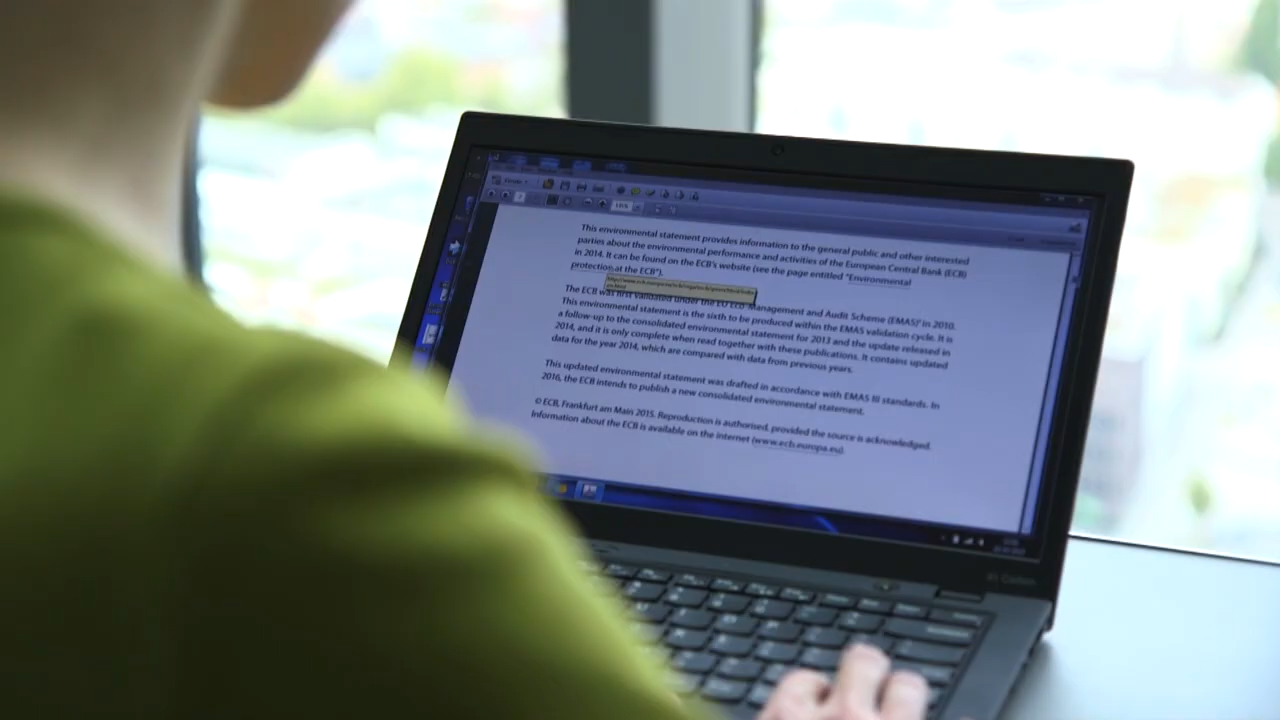 This environmental statement provides information to the general public and other interested
parties about the environmental performance and activities of the European Central Bank (ECB)
in 2014. It can be found on the ECB's website (see the page entitled "Environmental
protection at the ECB").
The ECB was first validated under the EU Eco-Management and Audit Scheme (EMAS) in 2010.
This environmental statement is the sixth to be produced within the EMAS validation cycle. It is
a follow-up to the consolidated environmental statement for 2013 and the update released in
2014, and it is only complete when read together with these publications. It contains updated
data for the year 2014, which are compared with data from previous years.
This updated environmental statement was drafted in accordance with EMAS III standards. In
2016, the ECB intends to publish a new consolidated environmental statement.
© ECB, Frankfurt am Main 2015. Reproduction is authorised, provided the source is acknowledged.
Information about the ECB is available on the internet (www.ecb.europa.eu).
X1 Carbon